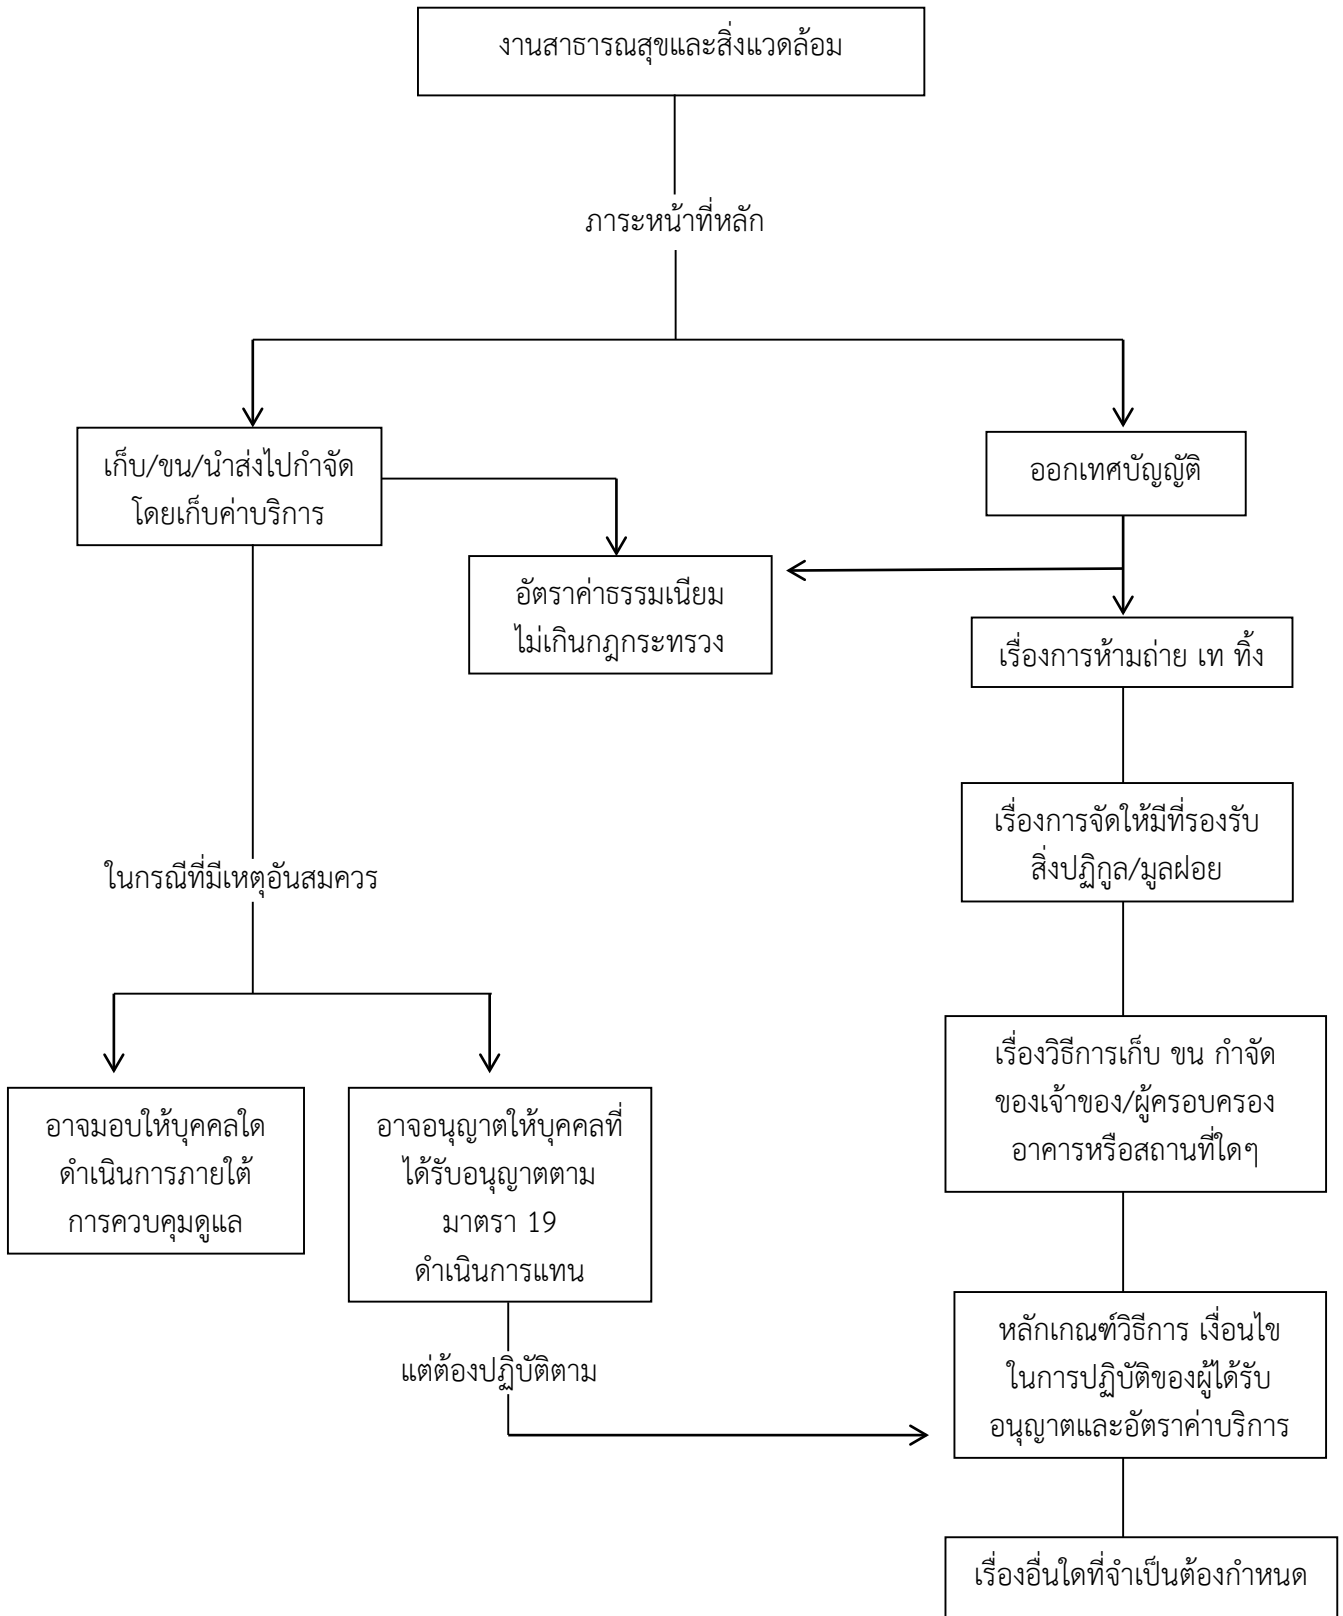 งานสาธารณสุขและสิ่งแวดล้อม
ภาระหน้าที่หลัก
เก็บ/ขน/นำส่งไปกำจัด
โดยเก็บค่าบริการ
ออกเทศบัญญัติ
อัตราค่าธรรมเนียม
ไม่เกินกฎกระทรวง
เรื่องการห้ามถ่าย เท ทิ้ง
เรื่องการจัดให้มีที่รองรับ
สิ่งปฏิกูล/มูลฝอย
ในกรณีที่มีเหตุอันสมควร
เรื่องวิธีการเก็บ ขน กำจัด
ของเจ้าของ/ผู้ครอบครอง
อาคารหรือสถานที่ใดๆ
อาจมอบให้บุคคลใด
ดำเนินการภายใต้
การควบคุมดูแล
อาจอนุญาตให้บุคคลที่
ได้รับอนุญาตตาม
มาตรา 19
ดำเนินการแทน
แต่ต้องปฏิบัติตาม
หลักเกณฑ์วิธีการ เงื่อนไข
ในการปฏิบัติของผู้ได้รับ
อนุญาตและอัตราค่าบริการ
เรื่องอื่นใดที่จำเป็นต้องกำหนด